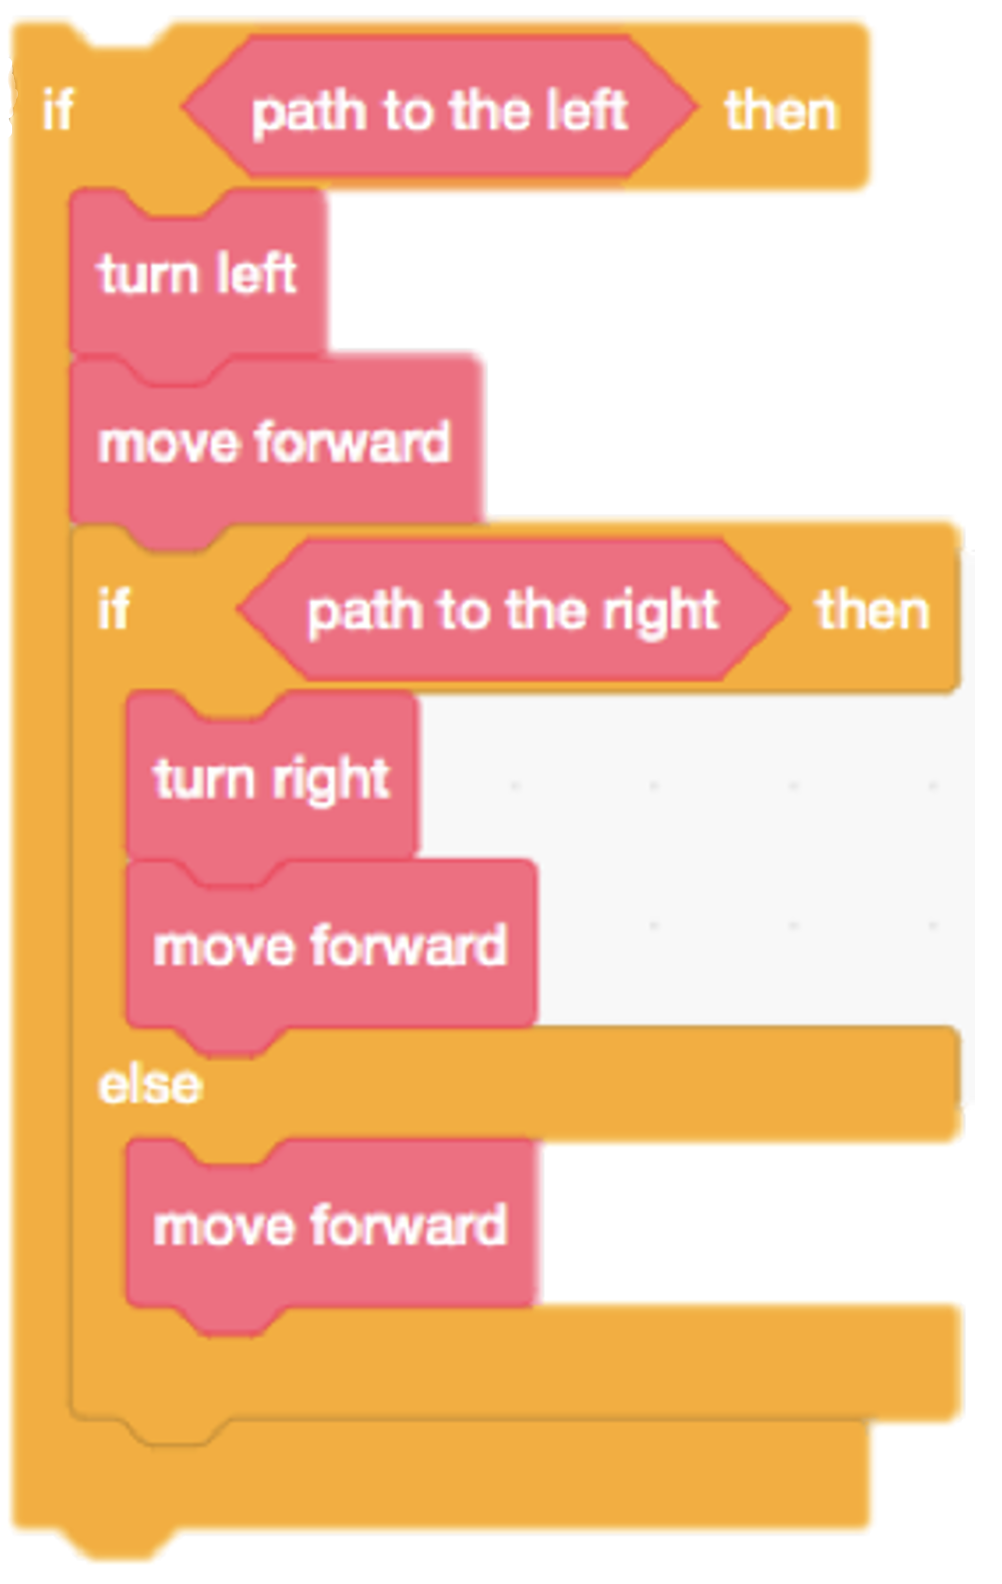 if path to the left then
turn left
move forward
if path to the right then
turn right
move forward
else
move forward